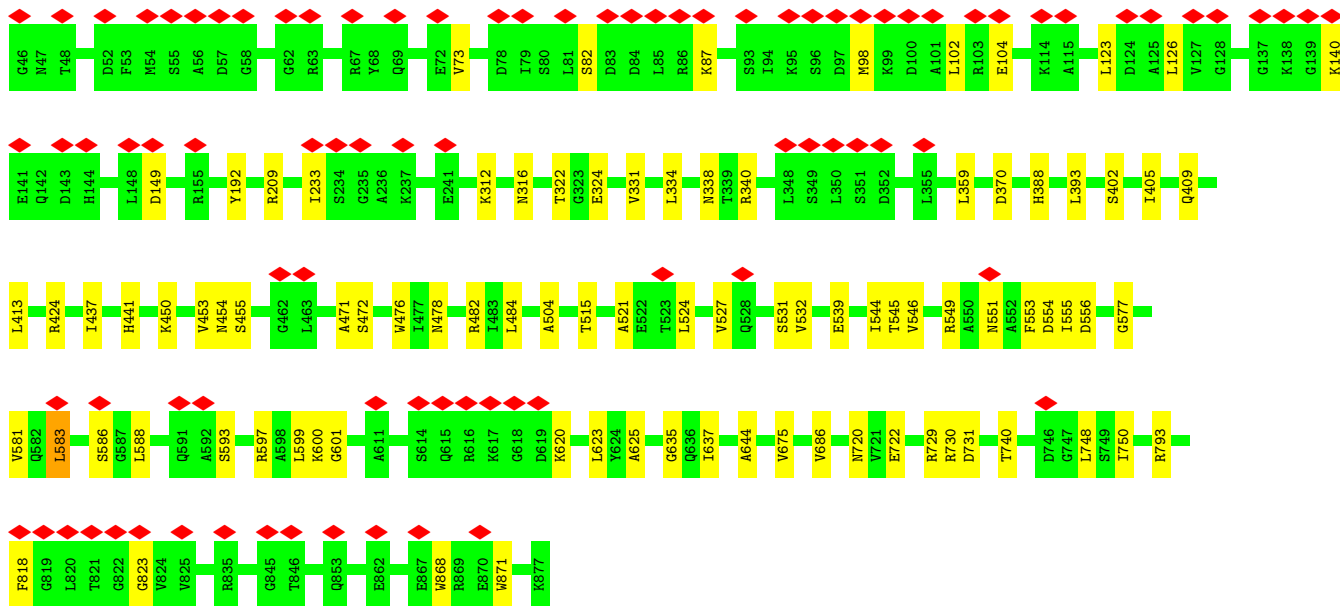 G46 N47 T48 D52 F53 M54 S55 A56 D57 G58 G62 R63 R67 Y68 Q69 E72 V73 D78 I79 S80 L81 S82 D83 D84 L85 R86 K87 S93 I94 K95 S96 D97 M98 K99 D100 A101 L102 R103 E104 K114 A115 L123 D124 A125 L126 V127 G128 G137 K138 G139 K140
E141 Q142 D143 H144 L148 D149 R155 Y192 R209 I233 S234 G235 A236 K237 E241 K312 N316 T322 G323 E324 V331 L334 N338 T339 R340 L348 S349 L350 S351 D352 L355 L359 D370 H388 L393 S402 I405 Q409
L413 R424 I437 H441 K450 V453 N454 S455 G462 L463 A471 S472 W476 I477 N478 R482 I483 L484 A504 T515 A521 E522 T523 L524 V527 Q528 S531 V532 E539 I544 T545 V546 R549 A550 N551 A552 F553 D554 I555 D556 G577
V581 Q582 L583 S586 G587 L588 Q591 A592 S593 R597 A598 L599 K600 G601 A611 S614 Q615 R616 K617 G618 D619 K620 L623 Y624 A625 G635 Q636 I637 A644 V675 V686 N720 V721 E722 R729 R730 D731 T740 D746 G747 L748 S749 I750 R793
F818 G819 L820 T821 G822 G823 V824 V825 R835 G845 T846 Q853 E862 E867 W868 R869 E870 W871 K877